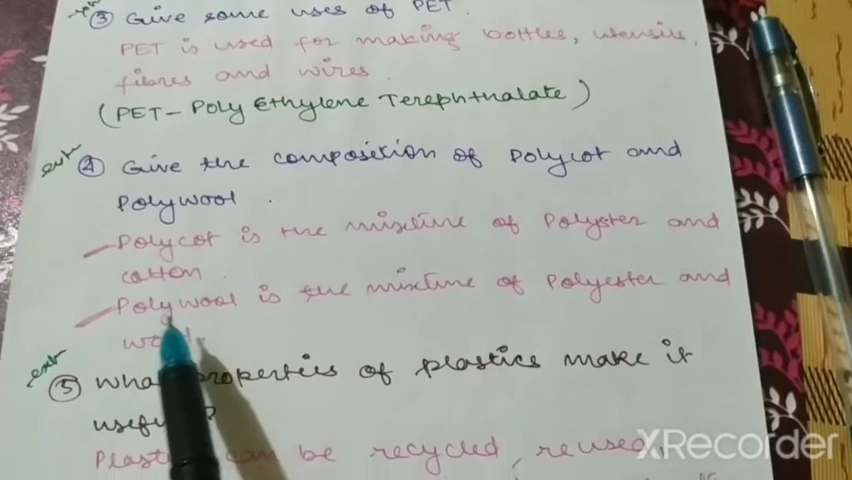 ③ Give some uses of PET.
PET is used for making bottles, utensils,
fibres and wires.
(PET - Poly Ethylene Terephthalate)
④ Give the composition of Polycot and
Polywool.
Polycot is the mixture of Polyster and
cotton.
Polywool is the mixture of Polyester and
⑤ properties of plastics make it
Plastics can be recycled, reused,
XRecorder